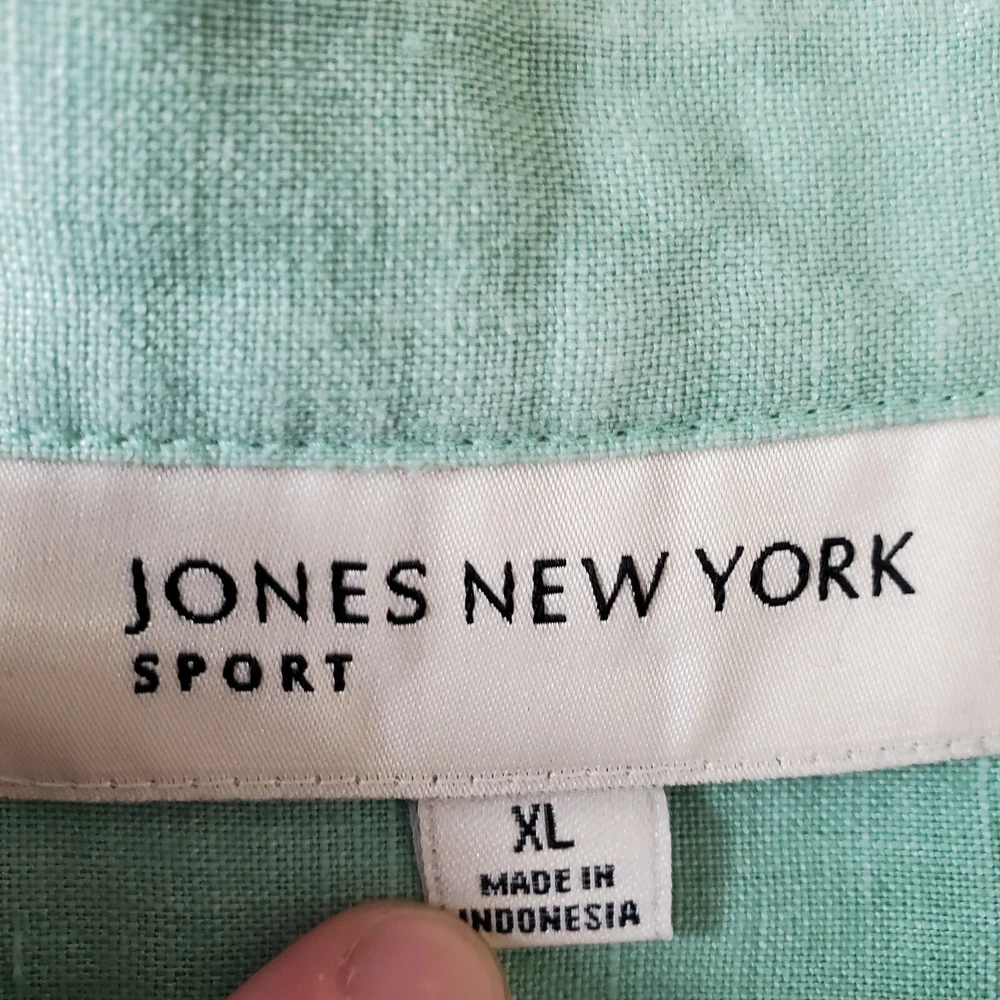 JONES NEW YORK
SPORT
XL
MADE IN
INDONESIA